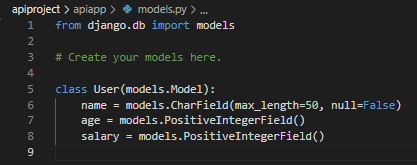 apiproject > apiapp > models.py > ...
1 from django.db import models
2
3 # Create your models here.
4
5 class User(models.Model):
6     name = models.CharField(max_length=50, null=False)
7     age = models.PositiveIntegerField()
8     salary = models.PositiveIntegerField()
9